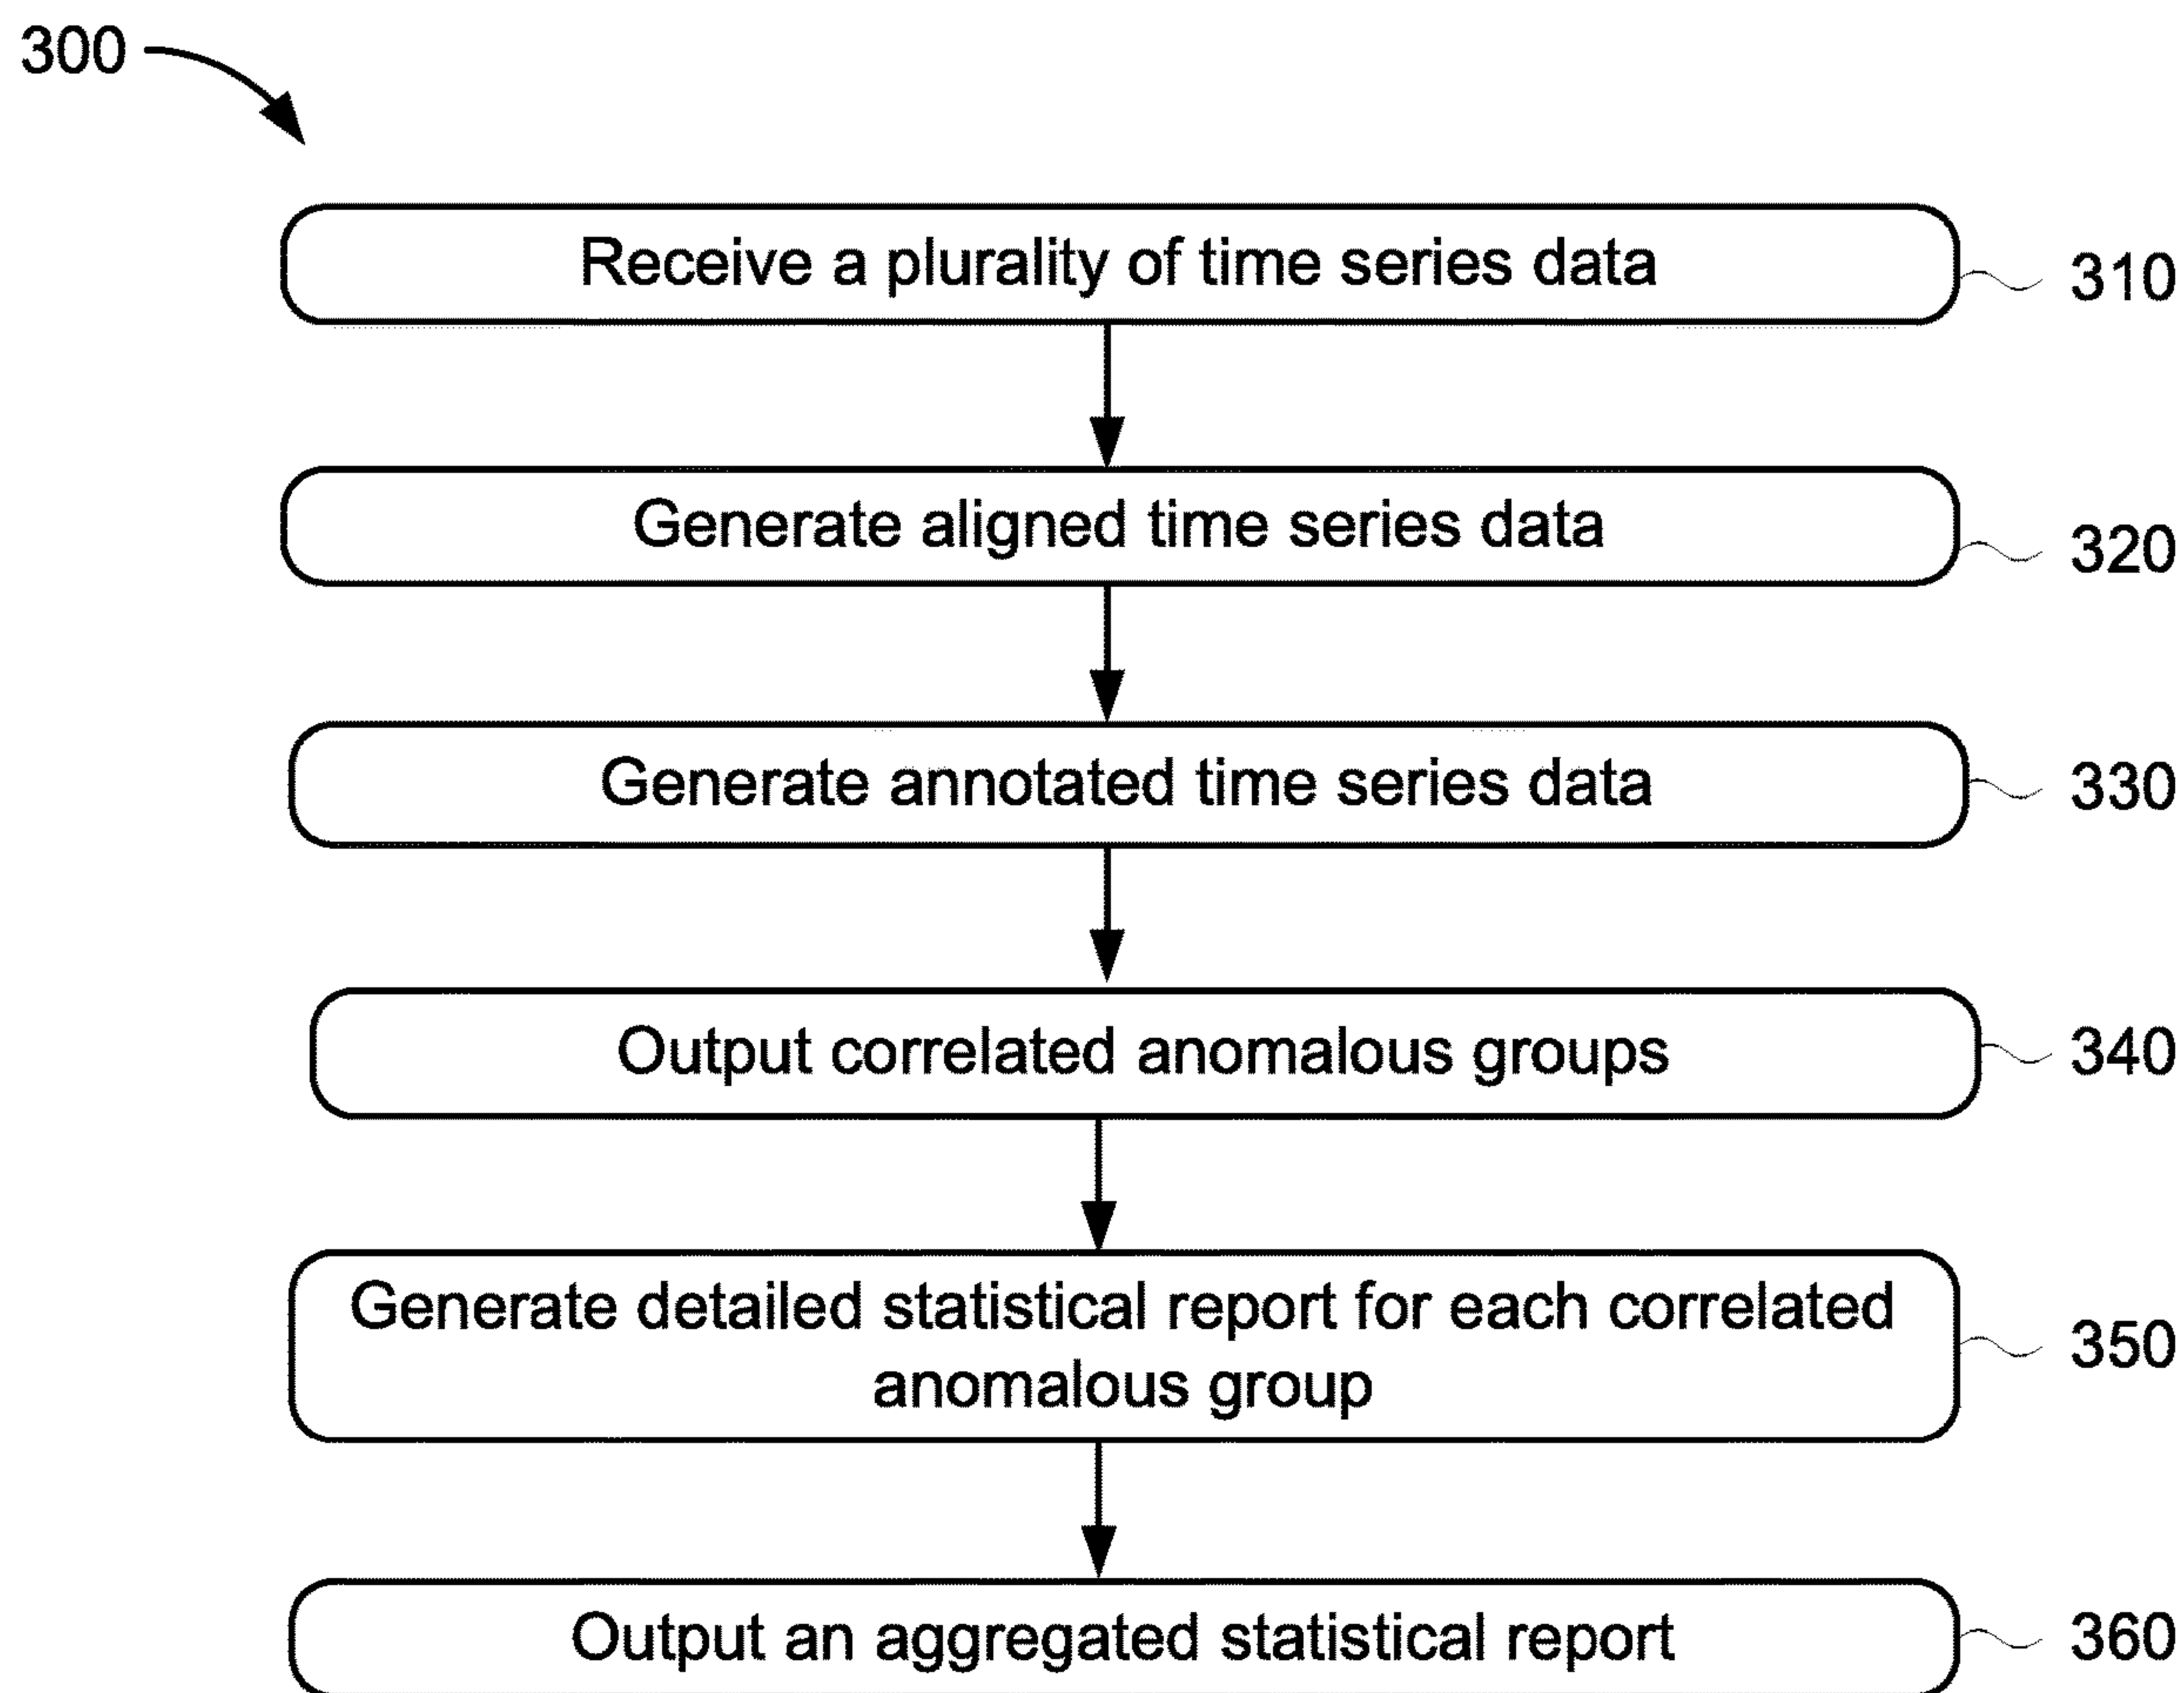 300
Receive a plurality of time series data
310
Generate aligned time series data
320
Generate annotated time series data
330
Output correlated anomalous groups
340
Generate detailed statistical report for each correlated
anomalous group
350
Output an aggregated statistical report
360